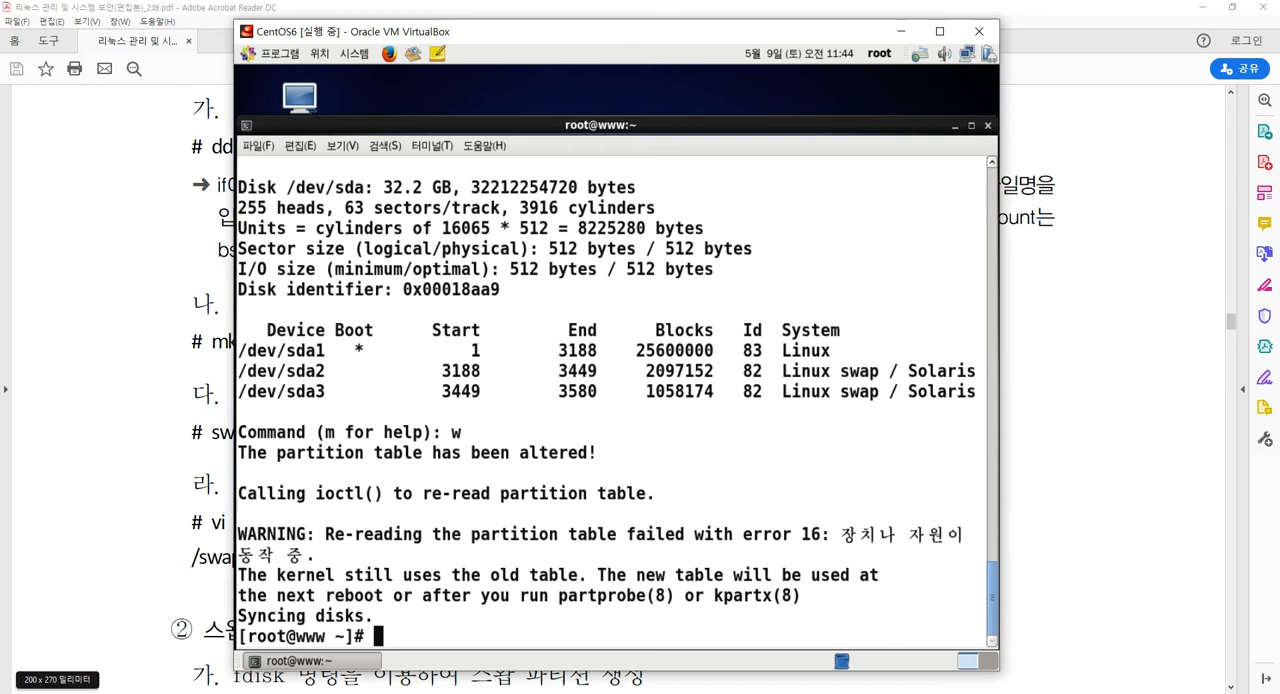 리눅스 관리 및 시스템 보안(편집본)_2쇄.pdf - Adobe Acrobat Reader DC
파일(F) 편집(E) 보기(V) 창(W) 도움말(H)
홈 도구 리눅스 관리 및 시... × 로그인
공유
CentOS6 [실행 중] - Oracle VM VirtualBox
프로그램 위치 시스템 5월 9일 (토) 오전 11:44 root
root@www:~
파일(F) 편집(E) 보기(V) 검색(S) 터미널(T) 도움말(H)
Disk /dev/sda: 32.2 GB, 32212254720 bytes
255 heads, 63 sectors/track, 3916 cylinders
Units = cylinders of 16065 * 512 = 8225280 bytes
Sector size (logical/physical): 512 bytes / 512 bytes
I/O size (minimum/optimal): 512 bytes / 512 bytes
Disk identifier: 0x00018aa9
Device Boot Start End Blocks Id System
/dev/sda1 * 1 3188 25600000 83 Linux
/dev/sda2 3188 3449 2097152 82 Linux swap / Solaris
/dev/sda3 3449 3580 1058174 82 Linux swap / Solaris
Command (m for help): w
The partition table has been altered!
Calling ioctl() to re-read partition table.
WARNING: Re-reading the partition table failed with error 16: 장치나 자원이
동작 중.
The kernel still uses the old table. The new table will be used at
the next reboot or after you run partprobe(8) or kpartx(8)
Syncing disks.
[root@www ~]#
root@www:~
가.
# dd
➜ if
일명을
입
ount는
bs
나.
# mk
다.
# sw
라.
# vi
/swap
② 스왑
가. fdisk 명령을 이용하여 스왑 파티션 생성
200 x 270 밀리미터